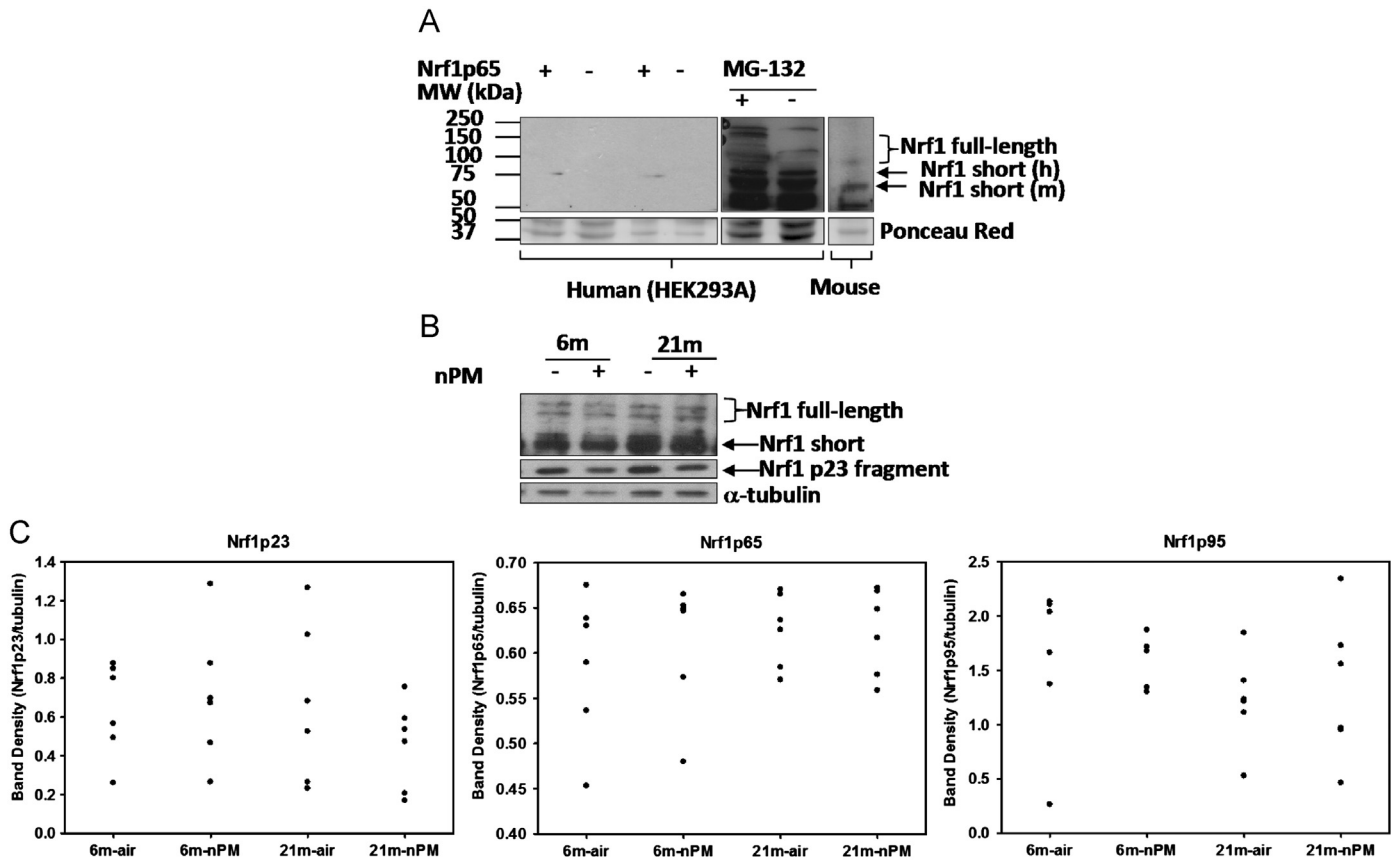 A
Nrf1p65 + - + - MG-132
MW (kDa) + -
250
150
100
75
50
50
37
Nrf1 full-length
Nrf1 short (h)
Nrf1 short (m)
Ponceau Red
Human (HEK293A) Mouse
B
6m 21m
nPM - + - +
Nrf1 full-length
Nrf1 short
Nrf1 p23 fragment
α-tubulin
C
Nrf1p23
Band Density (Nrf1p23/tubulin)
1.4
1.2
1.0
0.8
0.6
0.4
0.2
0.0
6m-air 6m-nPM 21m-air 21m-nPM
Nrf1p65
Band Density (Nrf1p65/tubulin)
0.70
0.65
0.60
0.55
0.50
0.45
0.40
6m-air 6m-nPM 21m-air 21m-nPM
Nrf1p95
Band Density (Nrf1p95/tubulin)
2.5
2.0
1.5
1.0
0.5
0.0
6m-air 6m-nPM 21m-air 21m-nPM